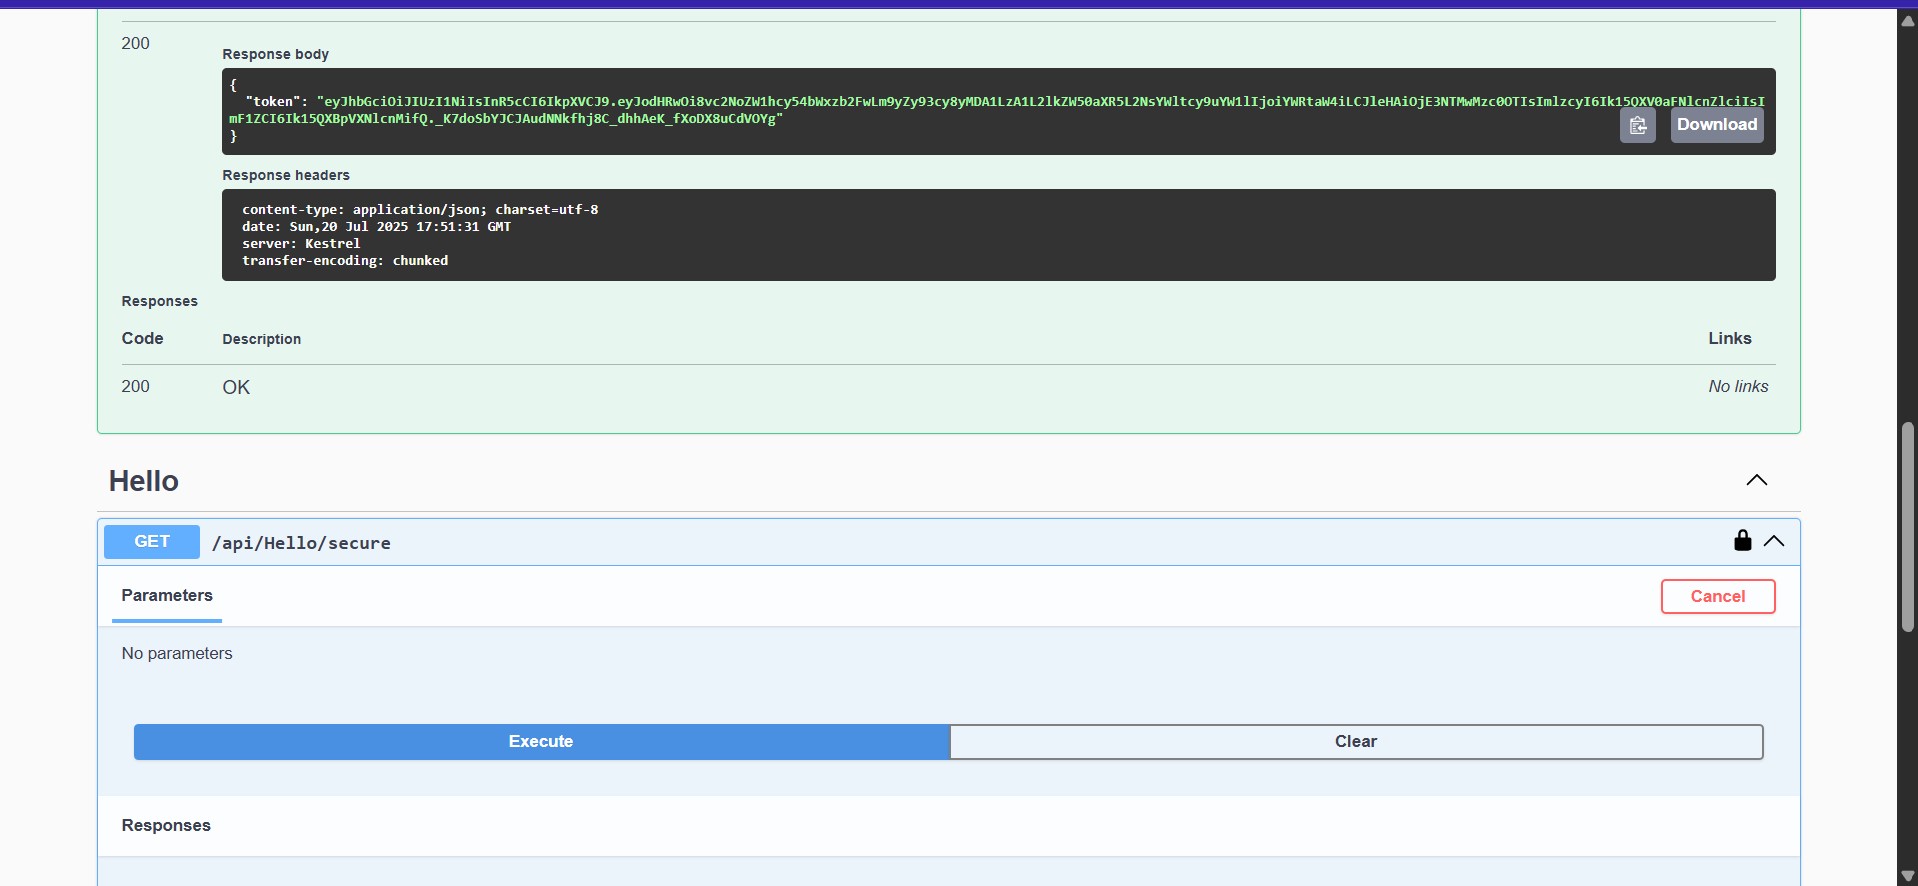 200
Response body
{
"token": "eyJhbGciOiJIUzI1NiIsInR5cCI6IkpXVCJ9.eyJodHRwOi8vc2NoZW1hcy54bWxzb2FwLm9yZy93cy8yMDA1LzA1L2lkZW50aXR5L2NsYWltcy9uYW1lIjoiYWRtaW4iLCJleHAiOjE3NTMwMzc0OTIsImlzcyI6Ik15QXV0aFNlcnZlciIsI
mF1ZCI6Ik15QXBpVXNlcnMifQ._K7doSbYJCJAudNNkfhj8C_dhhAeK_fXoDX8uCdVOYg"
}
Download
Response headers
content-type: application/json; charset=utf-8
date: Sun,20 Jul 2025 17:51:31 GMT
server: Kestrel
transfer-encoding: chunked
Responses
Code Description Links
200 OK No links
Hello
GET /api/Hello/secure
Parameters Cancel
No parameters
Execute Clear
Responses